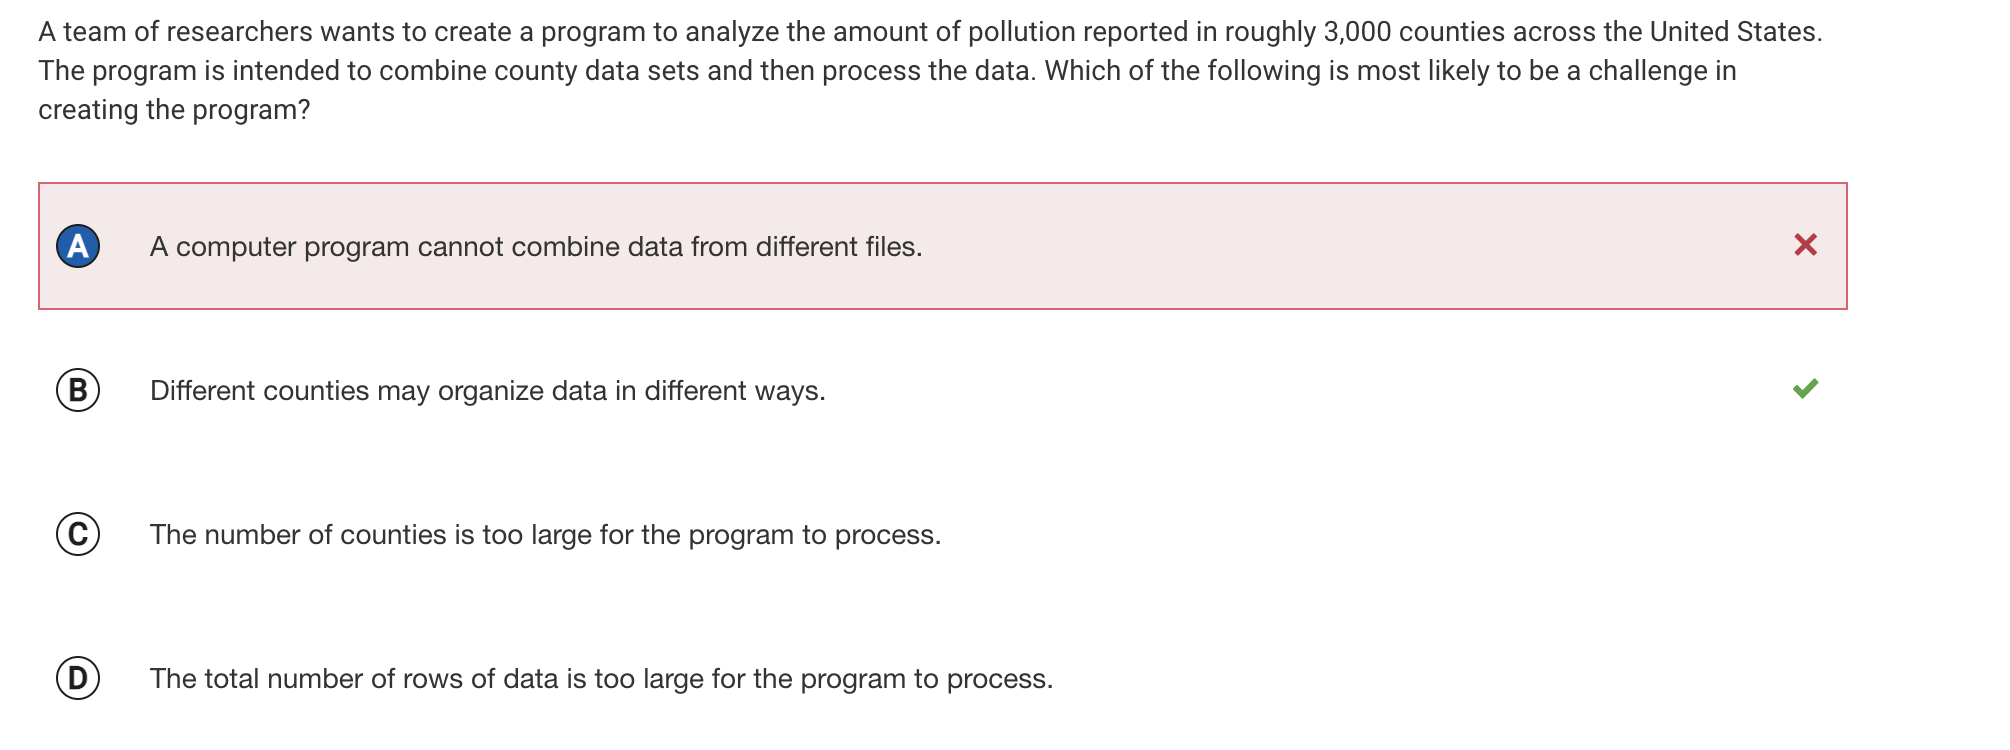 A team of researchers wants to create a program to analyze the amount of pollution reported in roughly 3,000 counties across the United States.
The program is intended to combine county data sets and then process the data. Which of the following is most likely to be a challenge in
creating the program?
A A computer program cannot combine data from different files.
B Different counties may organize data in different ways.
C The number of counties is too large for the program to process.
D The total number of rows of data is too large for the program to process.